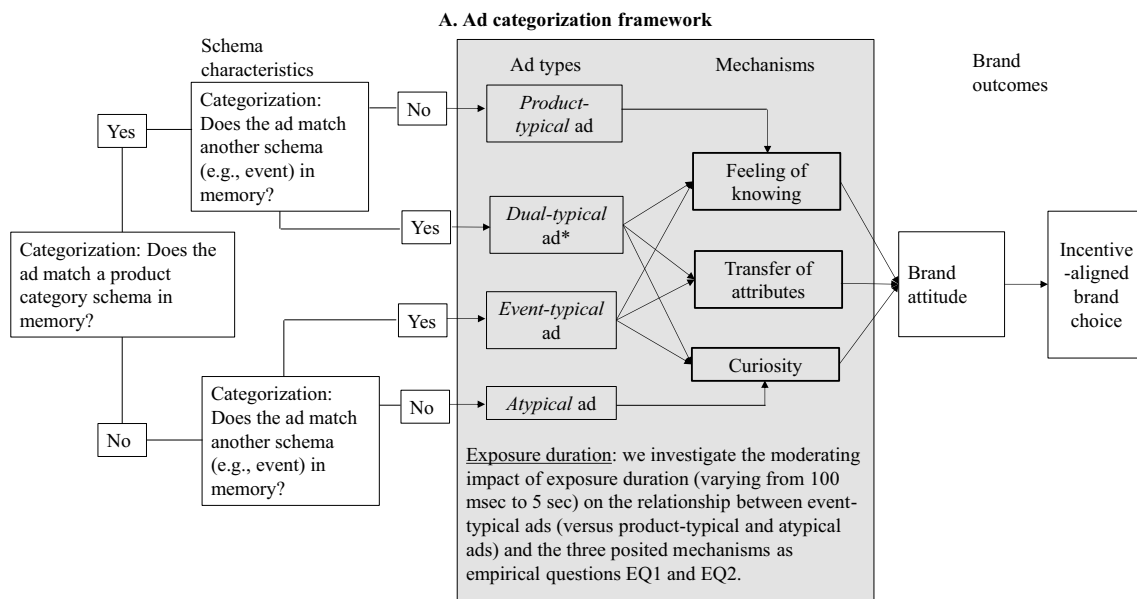 A. Ad categorization framework
Schema
characteristics
Ad types
Mechanisms
Brand
outcomes
Categorization:
Does the ad match
another schema
(e.g., event) in
memory?
No
Product-
typical ad
Yes
Feeling of
knowing
Yes
Dual-typical
ad*
Categorization: Does the
ad match a product
category schema in
memory?
Transfer of
attributes
Brand
attitude
Incentive
-aligned
brand
choice
Yes
Event-typical
ad
Curiosity
Categorization:
Does the ad match
another schema
(e.g., event) in
memory?
No
Atypical ad
No
Exposure duration: we investigate the moderating
impact of exposure duration (varying from 100
msec to 5 sec) on the relationship between event-
typical ads (versus product-typical and atypical
ads) and the three posited mechanisms as
empirical questions EQ1 and EQ2.